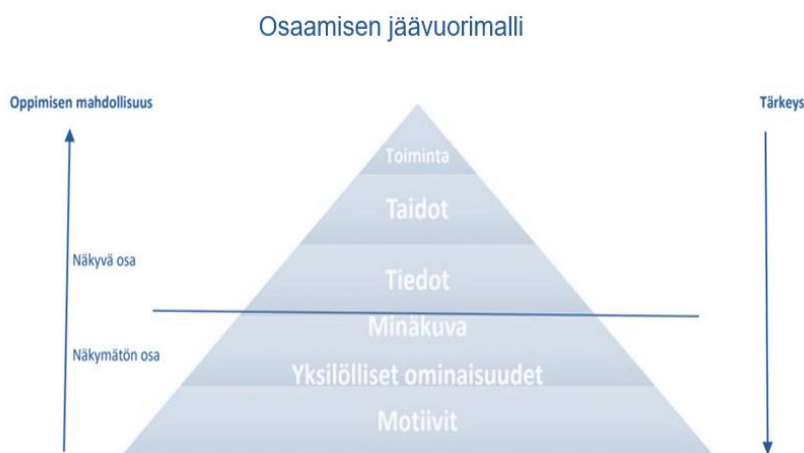 Osaamisen jäävuorimalli
Oppimisen mahdollisuus
Tärkeys
Toiminta
Taidot
Näkyvä osa
Tiedot
Minäkuva
Näkymätön osa
Yksilölliset ominaisuudet
Motiivit